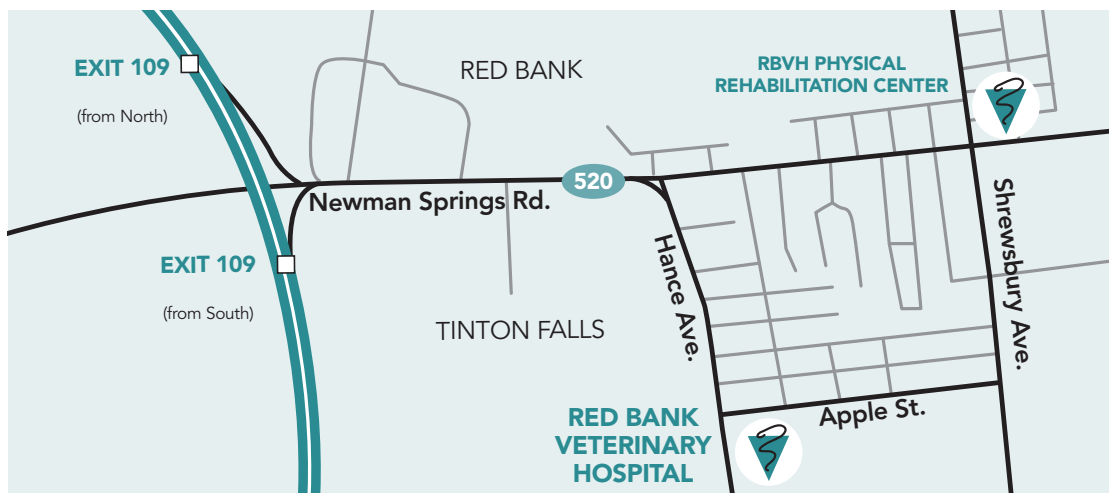 EXIT 109
(from North)
RED BANK
RBVH PHYSICAL
REHABILITATION CENTER
520
Newman Springs Rd.
EXIT 109
(from South)
TINTON FALLS
Hance Ave.
Shrewsbury Ave.
Apple St.
RED BANK
VETERINARY
HOSPITAL